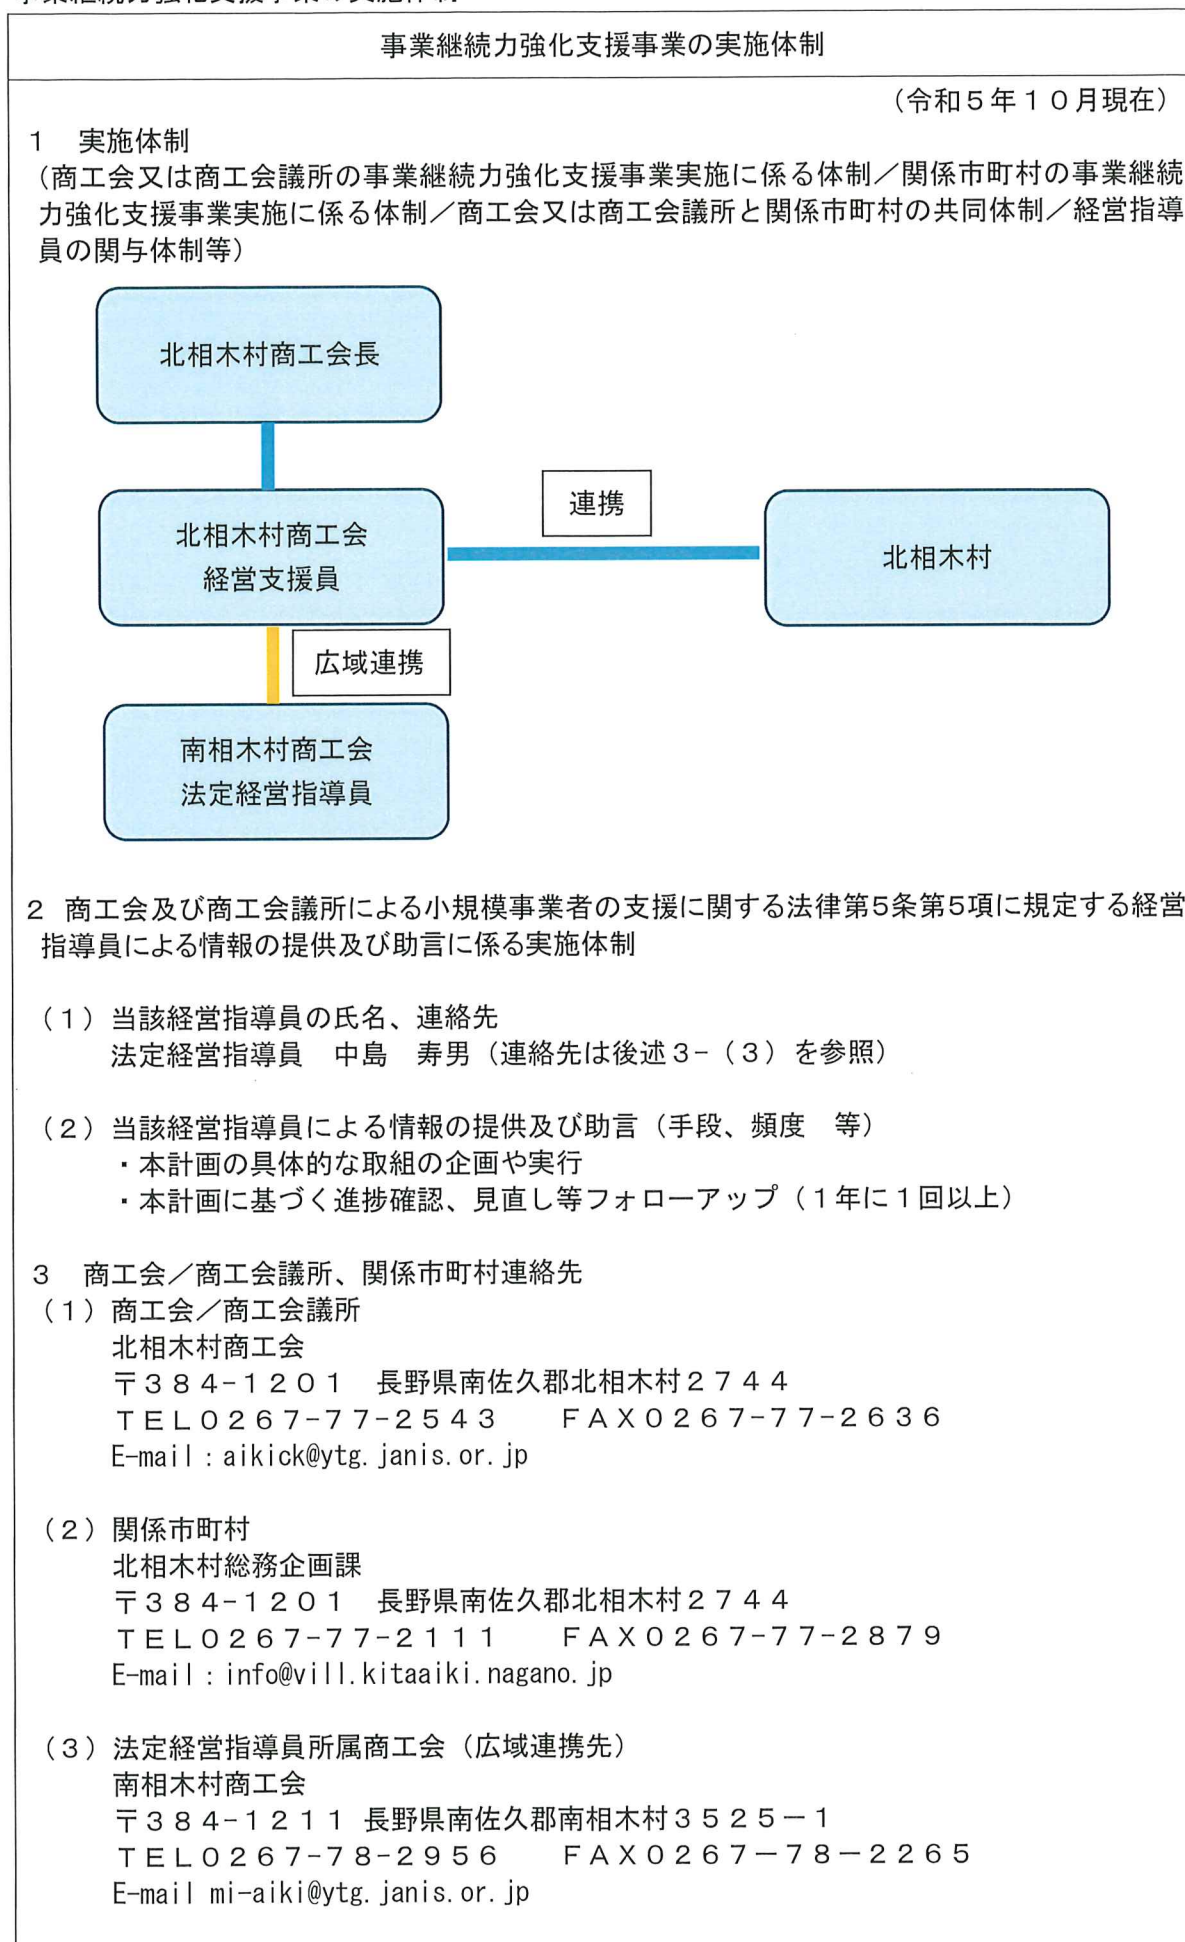 事業継続力強化支援事業の実施体制
（令和５年１０月現在）
１　実施体制
（商工会又は商工会議所の事業継続力強化支援事業実施に係る体制／関係市町村の事業継続
力強化支援事業実施に係る体制／商工会又は商工会議所と関係市町村の共同体制／経営指導
員の関与体制等）
北相木村商工会長
連携
北相木村商工会
経営支援員
北相木村
広域連携
南相木村商工会
法定経営指導員
２ 商工会及び商工会議所による小規模事業者の支援に関する法律第5条第5項に規定する経営
指導員による情報の提供及び助言に係る実施体制
（１）当該経営指導員の氏名、連絡先
法定経営指導員　中島　寿男（連絡先は後述３-（３）を参照）
（２）当該経営指導員による情報の提供及び助言（手段、頻度　等）
・本計画の具体的な取組の企画や実行
・本計画に基づく進捗確認、見直し等フォローアップ（１年に１回以上）
３　商工会／商工会議所、関係市町村連絡先
（１）商工会／商工会議所
北相木村商工会
〒３８４-１２０１　長野県南佐久郡北相木村２７４４
ＴＥＬ０２６７-７７-２５４３　　ＦＡＸ０２６７-７７-２６３６
E-mail：aikick@ytg.janis.or.jp
（２）関係市町村
北相木村総務企画課
〒３８４-１２０１　長野県南佐久郡北相木村２７４４
ＴＥＬ０２６７-７７-２１１１　　ＦＡＸ０２６７-７７-２８７９
E-mail：info@vill.kitaaiki.nagano.jp
（３）法定経営指導員所属商工会（広域連携先）
南相木村商工会
〒３８４-１２１１ 長野県南佐久郡南相木村３５２５－１
ＴＥＬ０２６７-７８-２９５６　　ＦＡＸ０２６７－７８－２２６５
E-mail mi-aiki@ytg.janis.or.jp